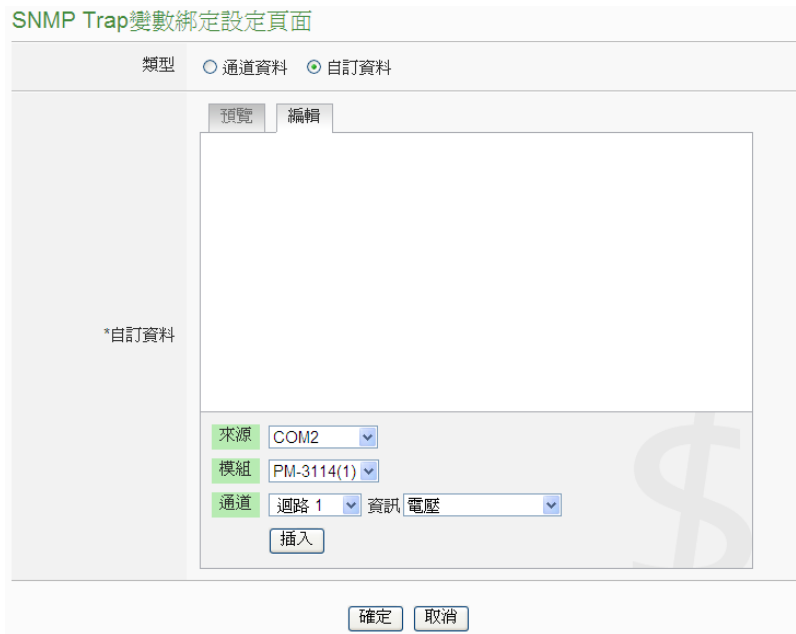 SNMP Trap變數綁定設定頁面
類型 通道資料 自訂資料
預覽 編輯
*自訂資料
$
來源 COM2
模組 PM-3114(1)
通道 迴路 1 資訊 電壓
插入
確定 取消